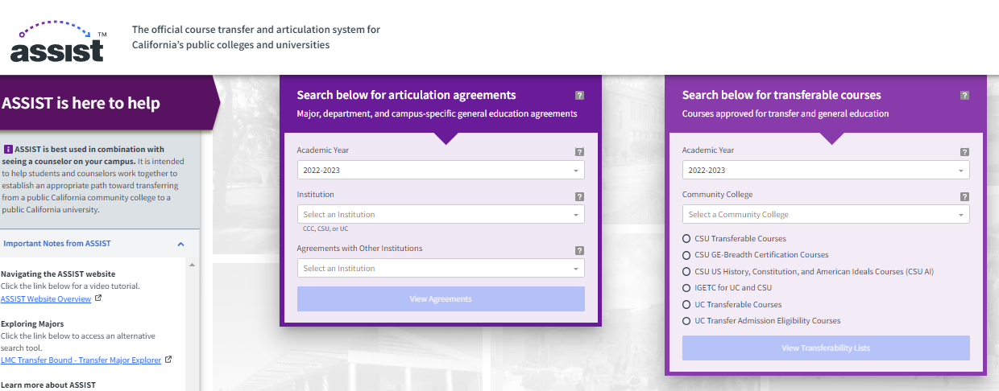 assist™
The official course transfer and articulation system for
California's public colleges and universities
ASSIST is here to help
i ASSIST is best used in combination with
seeing a counselor on your campus. It is intended
to help students and counselors work together to
establish an appropriate path toward transferring
from a public California community college to a
public California university.
Important Notes from ASSIST
Navigating the ASSIST website
Click the link below for a video tutorial.
ASSIST Website Overview
Exploring Majors
Click the link below to access an alternative
search tool.
LMC Transfer Bound - Transfer Major Explorer
Learn more about ASSIST
Search below for articulation agreements ?
Major, department, and campus-specific general education agreements
Academic Year ?
2022-2023
Institution ?
Select an Institution
CCC, CSU, or UC
Agreements with Other Institutions ?
Select an Institution
View Agreements
Search below for transferable courses ?
Courses approved for transfer and general education
Academic Year ?
2022-2023
Community College ?
Select a Community College
CSU Transferable Courses
CSU GE-Breadth Certification Courses
CSU US History, Constitution, and American Ideals Courses (CSU AI)
IGETC for UC and CSU
UC Transferable Courses
UC Transfer Admission Eligibility Courses
View Transferability Lists